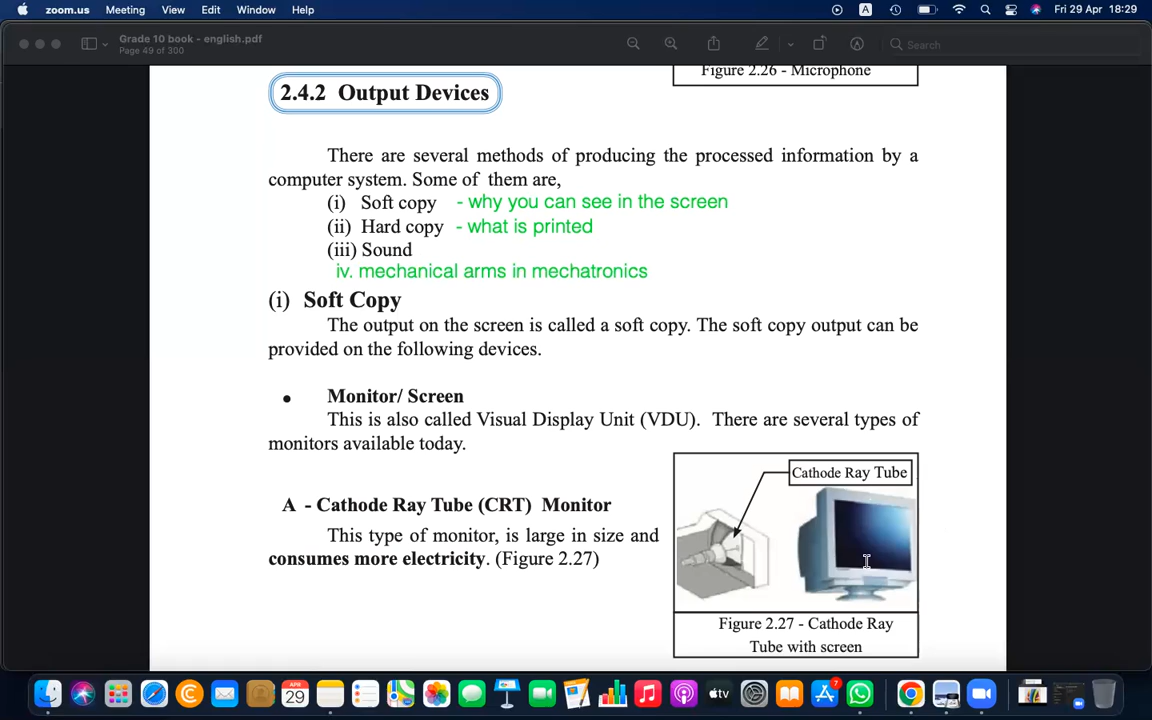 zoom.us Meeting View Edit Window Help A Fri 29 Apr 18:29
Grade 10 book - english.pdf
Page 49 of 300
Search
Figure 2.26 - Microphone
2.4.2 Output Devices
There are several methods of producing the processed information by a
computer system. Some of them are,
(i) Soft copy - why you can see in the screen
(ii) Hard copy - what is printed
(iii) Sound
iv. mechanical arms in mechatronics
(i) Soft Copy
The output on the screen is called a soft copy. The soft copy output can be
provided on the following devices.
• Monitor/ Screen
This is also called Visual Display Unit (VDU). There are several types of
monitors available today.
Cathode Ray Tube
A - Cathode Ray Tube (CRT) Monitor
This type of monitor, is large in size and
consumes more electricity. (Figure 2.27)
Figure 2.27 - Cathode Ray
Tube with screen
APR
29
tv
7